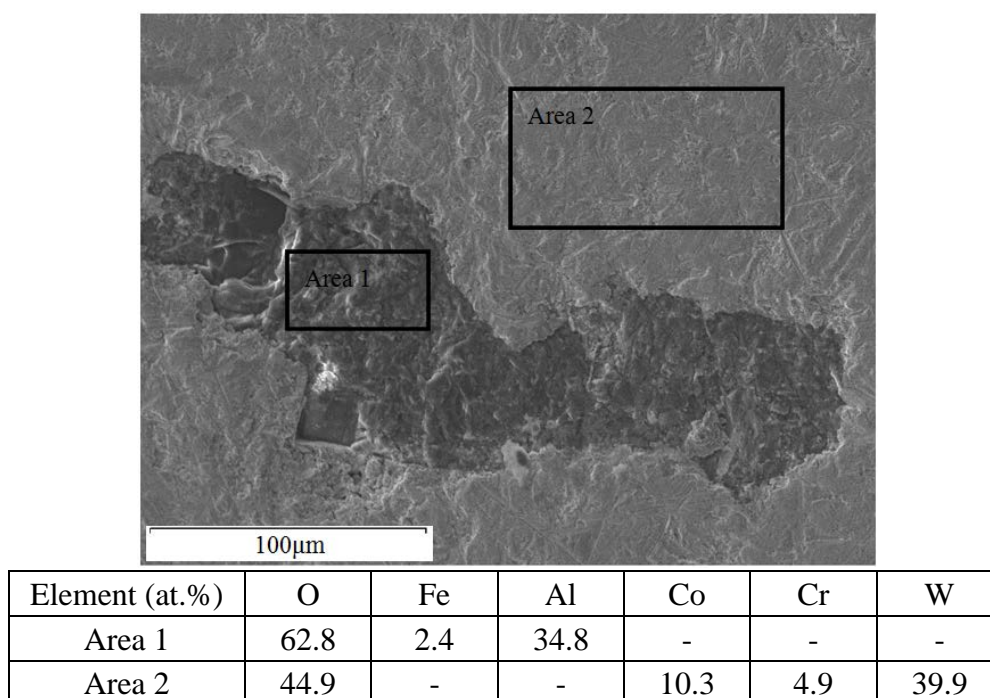 Area 2
Area 1
100μm
Element (at.%) O Fe Al Co Cr W
Area 1 62.8 2.4 34.8 - - -
Area 2 44.9 - - 10.3 4.9 39.9